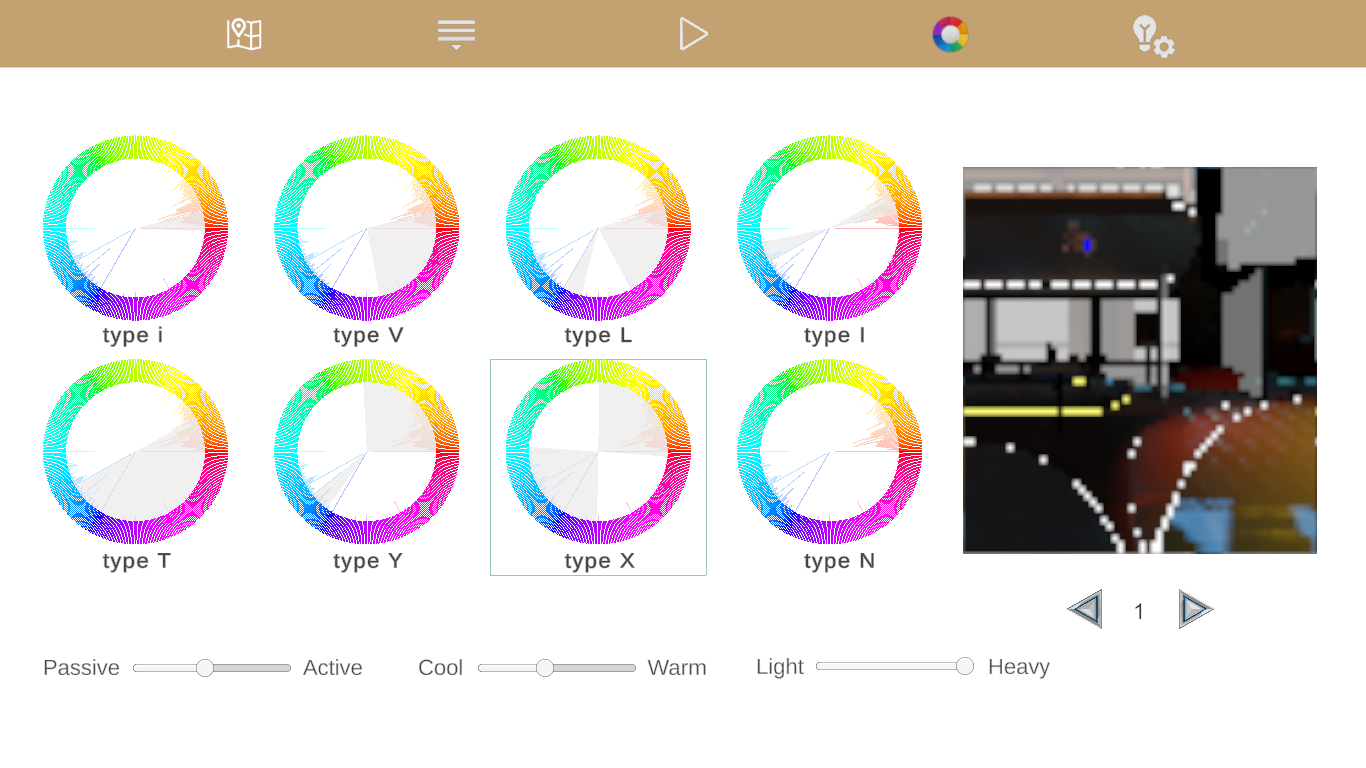 type i
type V
type L
type I
type T
type Y
type X
type N
1
Passive
Active
Cool
Warm
Light
Heavy